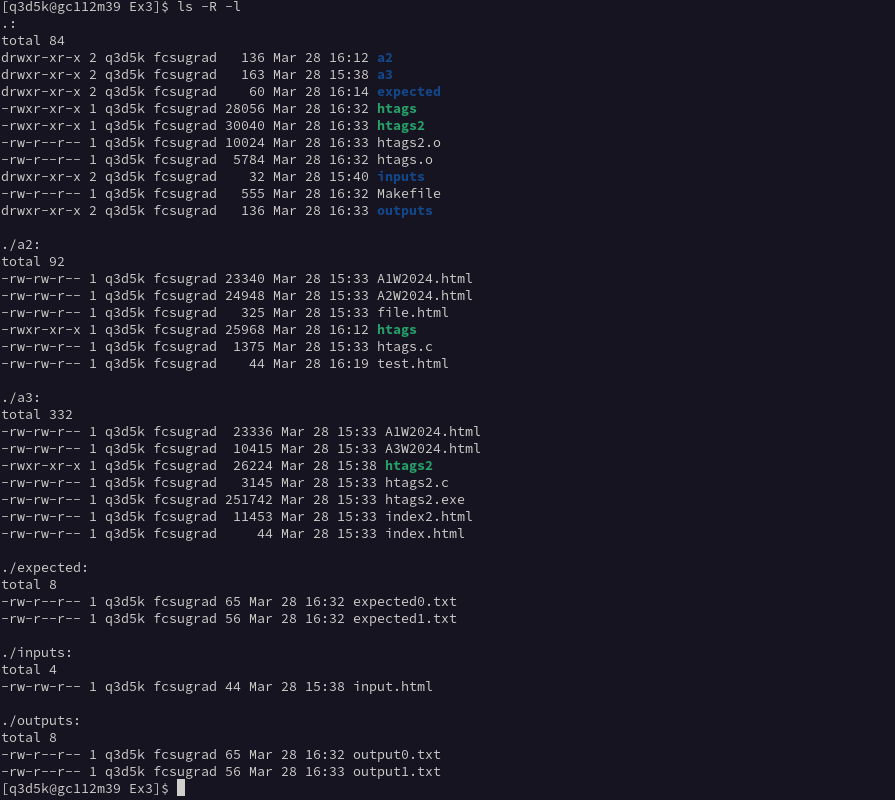 [q3d5k@gc112m39 Ex3]$ ls -R -l
.:
total 84
drwxr-xr-x 2 q3d5k fcsugrad   136 Mar 28 16:12 a2
drwxr-xr-x 2 q3d5k fcsugrad   163 Mar 28 15:38 a3
drwxr-xr-x 2 q3d5k fcsugrad    60 Mar 28 16:14 expected
-rwxr-xr-x 1 q3d5k fcsugrad 28056 Mar 28 16:32 htags
-rwxr-xr-x 1 q3d5k fcsugrad 30040 Mar 28 16:33 htags2
-rw-r--r-- 1 q3d5k fcsugrad 10024 Mar 28 16:33 htags2.o
-rw-r--r-- 1 q3d5k fcsugrad  5784 Mar 28 16:32 htags.o
drwxr-xr-x 2 q3d5k fcsugrad    32 Mar 28 15:40 inputs
-rw-r--r-- 1 q3d5k fcsugrad   555 Mar 28 16:32 Makefile
drwxr-xr-x 2 q3d5k fcsugrad   136 Mar 28 16:33 outputs

./a2:
total 92
-rw-rw-r-- 1 q3d5k fcsugrad 23340 Mar 28 15:33 A1W2024.html
-rw-rw-r-- 1 q3d5k fcsugrad 24948 Mar 28 15:33 A2W2024.html
-rw-rw-r-- 1 q3d5k fcsugrad   325 Mar 28 15:33 file.html
-rwxr-xr-x 1 q3d5k fcsugrad 25968 Mar 28 16:12 htags
-rw-rw-r-- 1 q3d5k fcsugrad  1375 Mar 28 15:33 htags.c
-rw-rw-r-- 1 q3d5k fcsugrad    44 Mar 28 16:19 test.html

./a3:
total 332
-rw-rw-r-- 1 q3d5k fcsugrad  23336 Mar 28 15:33 A1W2024.html
-rw-rw-r-- 1 q3d5k fcsugrad  10415 Mar 28 15:33 A3W2024.html
-rwxr-xr-x 1 q3d5k fcsugrad  26224 Mar 28 15:38 htags2
-rw-rw-r-- 1 q3d5k fcsugrad   3145 Mar 28 15:33 htags2.c
-rw-rw-r-- 1 q3d5k fcsugrad 251742 Mar 28 15:33 htags2.exe
-rw-rw-r-- 1 q3d5k fcsugrad  11453 Mar 28 15:33 index2.html
-rw-rw-r-- 1 q3d5k fcsugrad     44 Mar 28 15:33 index.html

./expected:
total 8
-rw-r--r-- 1 q3d5k fcsugrad 65 Mar 28 16:32 expected0.txt
-rw-r--r-- 1 q3d5k fcsugrad 56 Mar 28 16:32 expected1.txt

./inputs:
total 4
-rw-rw-r-- 1 q3d5k fcsugrad 44 Mar 28 15:38 input.html

./outputs:
total 8
-rw-r--r-- 1 q3d5k fcsugrad 65 Mar 28 16:32 output0.txt
-rw-r--r-- 1 q3d5k fcsugrad 56 Mar 28 16:33 output1.txt
[q3d5k@gc112m39 Ex3]$